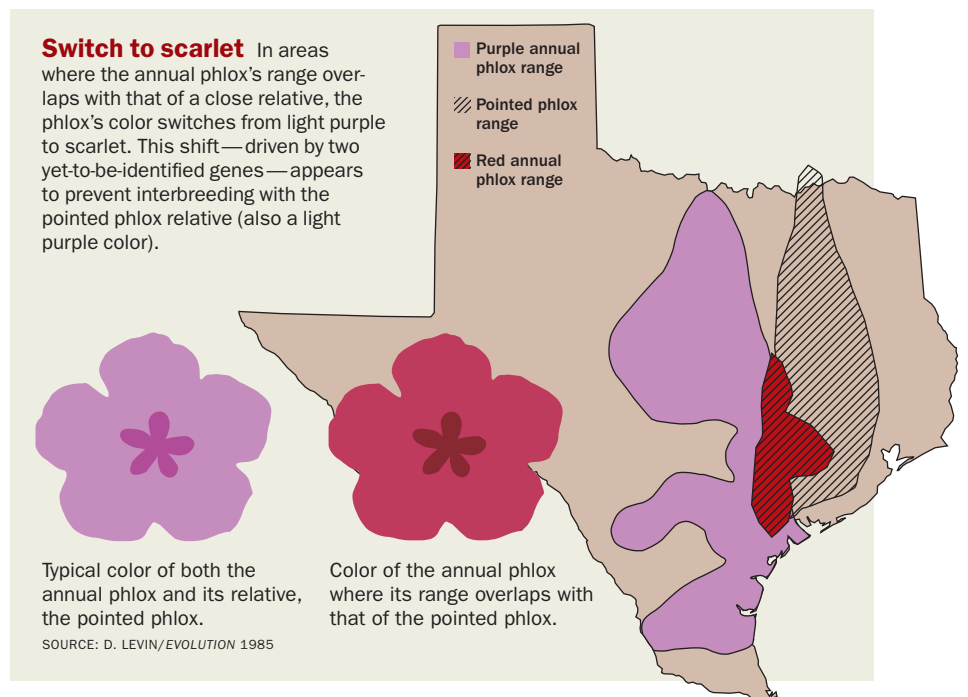 Switch to scarlet In areas
where the annual phlox’s range over-
laps with that of a close relative, the
phlox’s color switches from light purple
to scarlet. This shift—driven by two
yet-to-be-identified genes—appears
to prevent interbreeding with the
pointed phlox relative (also a light
purple color).
Purple annual
phlox range
Pointed phlox
range
Red annual
phlox range
Typical color of both the
annual phlox and its relative,
the pointed phlox.
Color of the annual phlox
where its range overlaps with
that of the pointed phlox.
SOURCE: D. LEVIN/EVOLUTION 1985